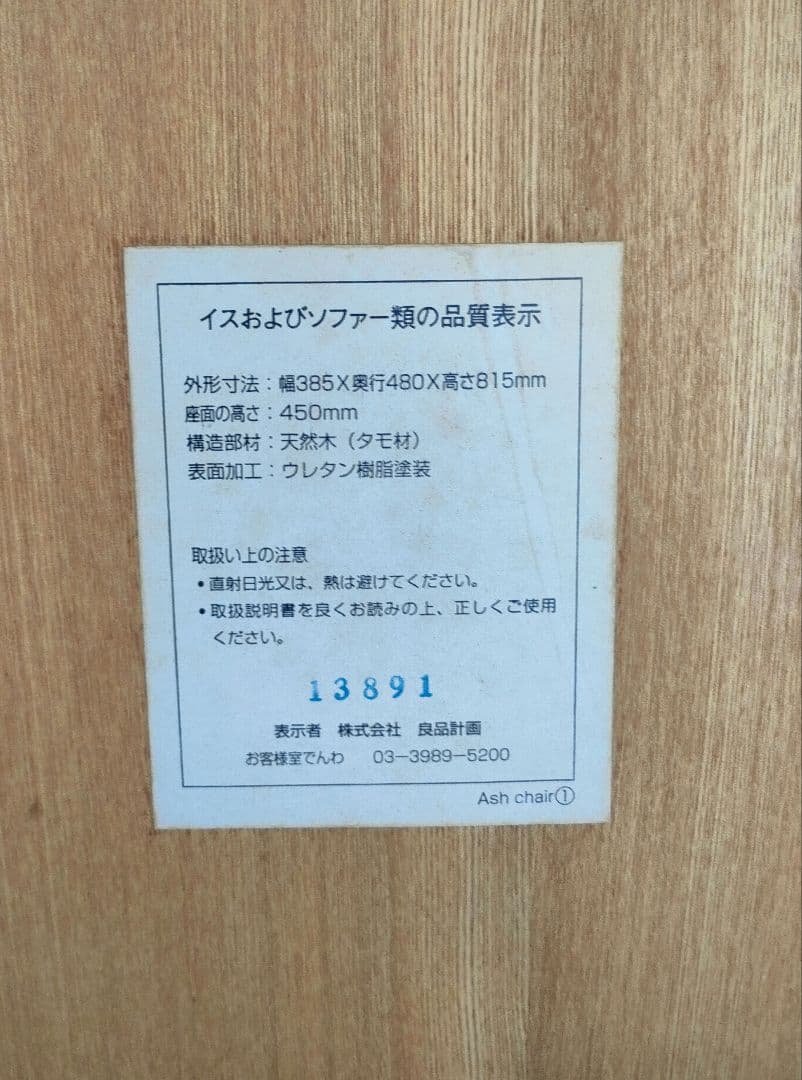 イスおよびソファー類の品質表示
外形寸法：幅385X奥行480X高さ815mm
座面の高さ：450mm
構造部材：天然木（タモ材）
表面加工：ウレタン樹脂塗装
取扱い上の注意
•直射日光又は、熱は避けてください。
•取扱説明書を良くお読みの上、正しくご使用
ください。
13891
表示者　株式会社　良品計画
お客様室でんわ　03-3989-5200
Ash chair①